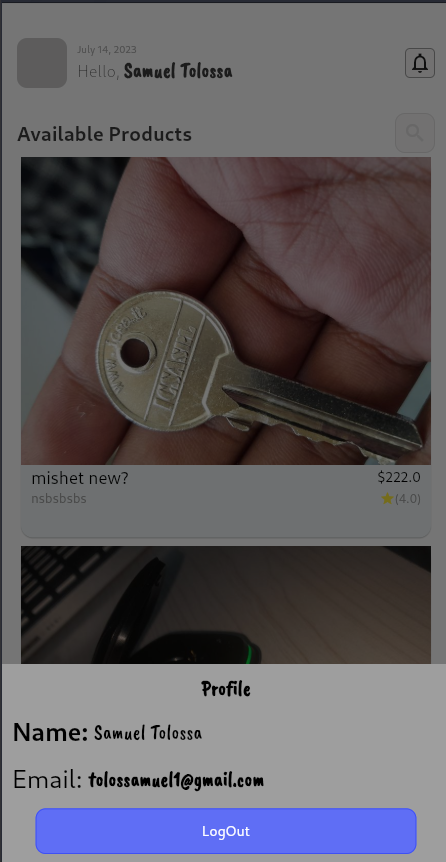 July 14, 2023
Hello, Samuel Tolossa
Available Products
mishet new?
$222.0
nsbsbsbs
(4.0)
Profile
Name: Samuel Tolossa
Email: tolossamuel1@gmail.com
LogOut